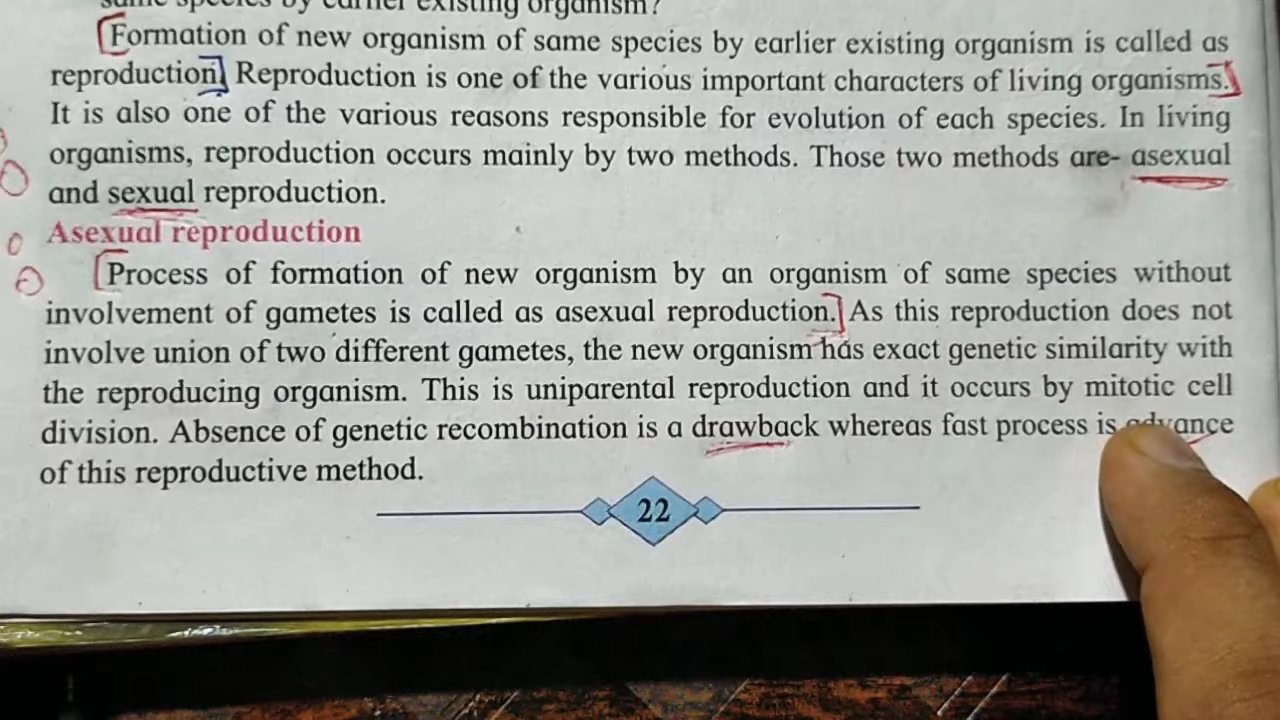 same species by earlier existing organism?
Formation of new organism of same species by earlier existing organism is called as
reproduction. Reproduction is one of the various important characters of living organisms.
It is also one of the various reasons responsible for evolution of each species. In living
organisms, reproduction occurs mainly by two methods. Those two methods are- asexual
and sexual reproduction.
Asexual reproduction
Process of formation of new organism by an organism of same species without
involvement of gametes is called as asexual reproduction. As this reproduction does not
involve union of two different gametes, the new organism has exact genetic similarity with
the reproducing organism. This is uniparental reproduction and it occurs by mitotic cell
division. Absence of genetic recombination is a drawback whereas fast process is advance
of this reproductive method.
22